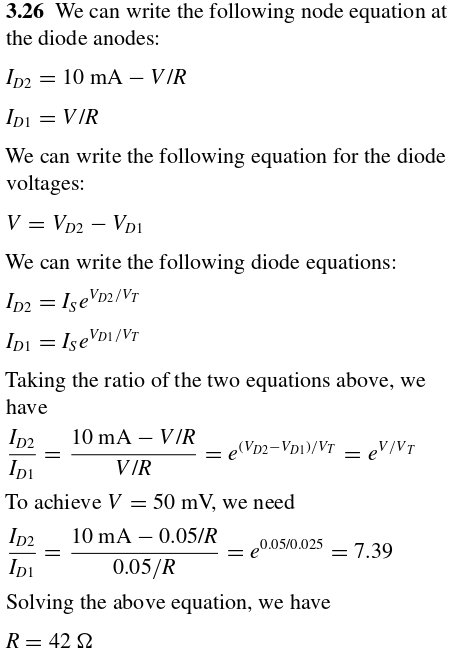 3.26 We can write the following node equation at
the diode anodes:
I_{D2} = 10 mA − V/R
I_{D1} = V/R
We can write the following equation for the diode
voltages:
V = V_{D2} − V_{D1}
We can write the following diode equations:
I_{D2} = I_S e^{V_{D2}/V_T}
I_{D1} = I_S e^{V_{D1}/V_T}
Taking the ratio of the two equations above, we
have
\frac{I_{D2}}{I_{D1}} = \frac{10 mA − V/R}{V/R} = e^{(V_{D2}−V_{D1})/V_T} = e^{V/V_T}
To achieve V = 50 mV, we need
\frac{I_{D2}}{I_{D1}} = \frac{10 mA − 0.05/R}{0.05/R} = e^{0.05/0.025} = 7.39
Solving the above equation, we have
R = 42 Ω